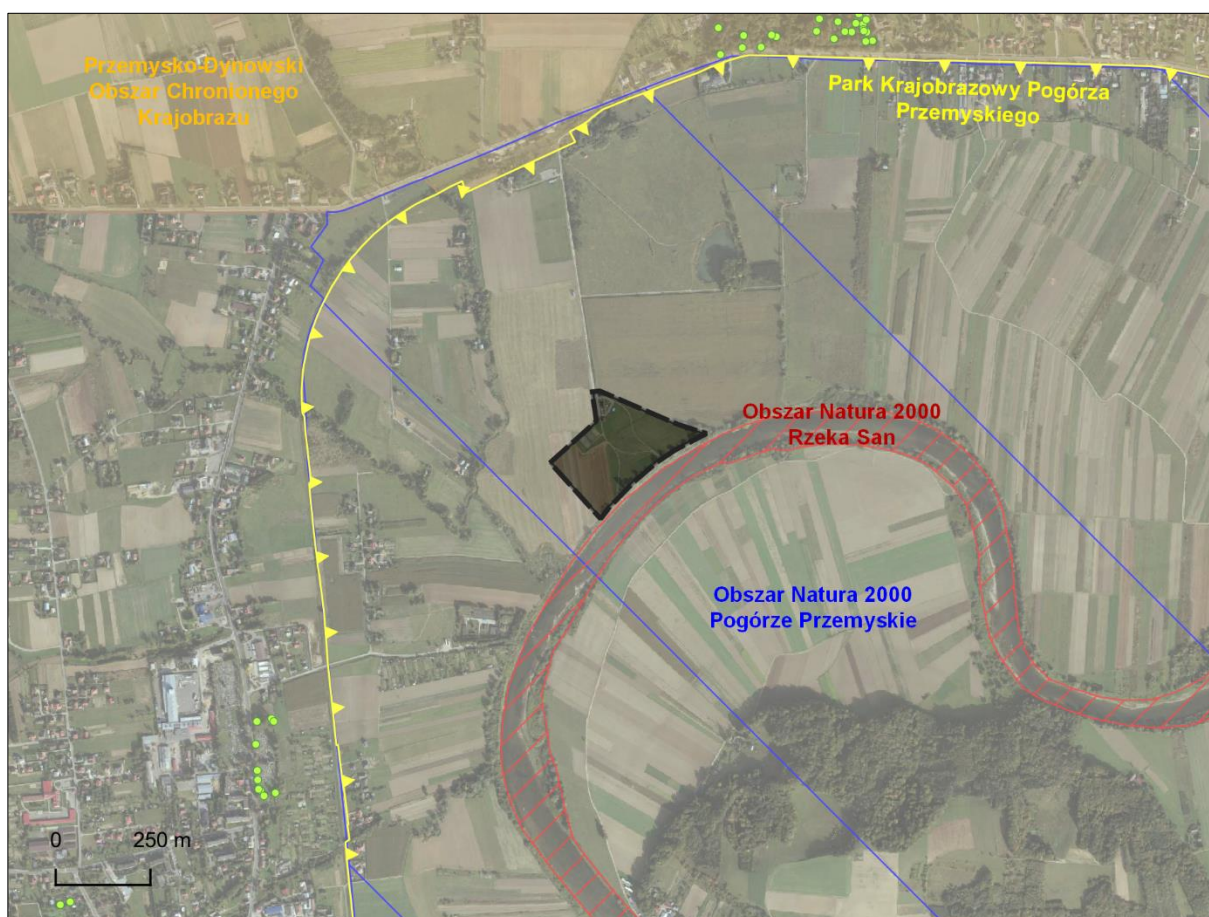 Przemysko-Dynowski
Obszar Chronionego
Krajobrazu
Park Krajobrazowy Pogórza
Przemyskiego
Obszar Natura 2000
Rzeka San
Obszar Natura 2000
Pogórze Przemyskie
0 250 m